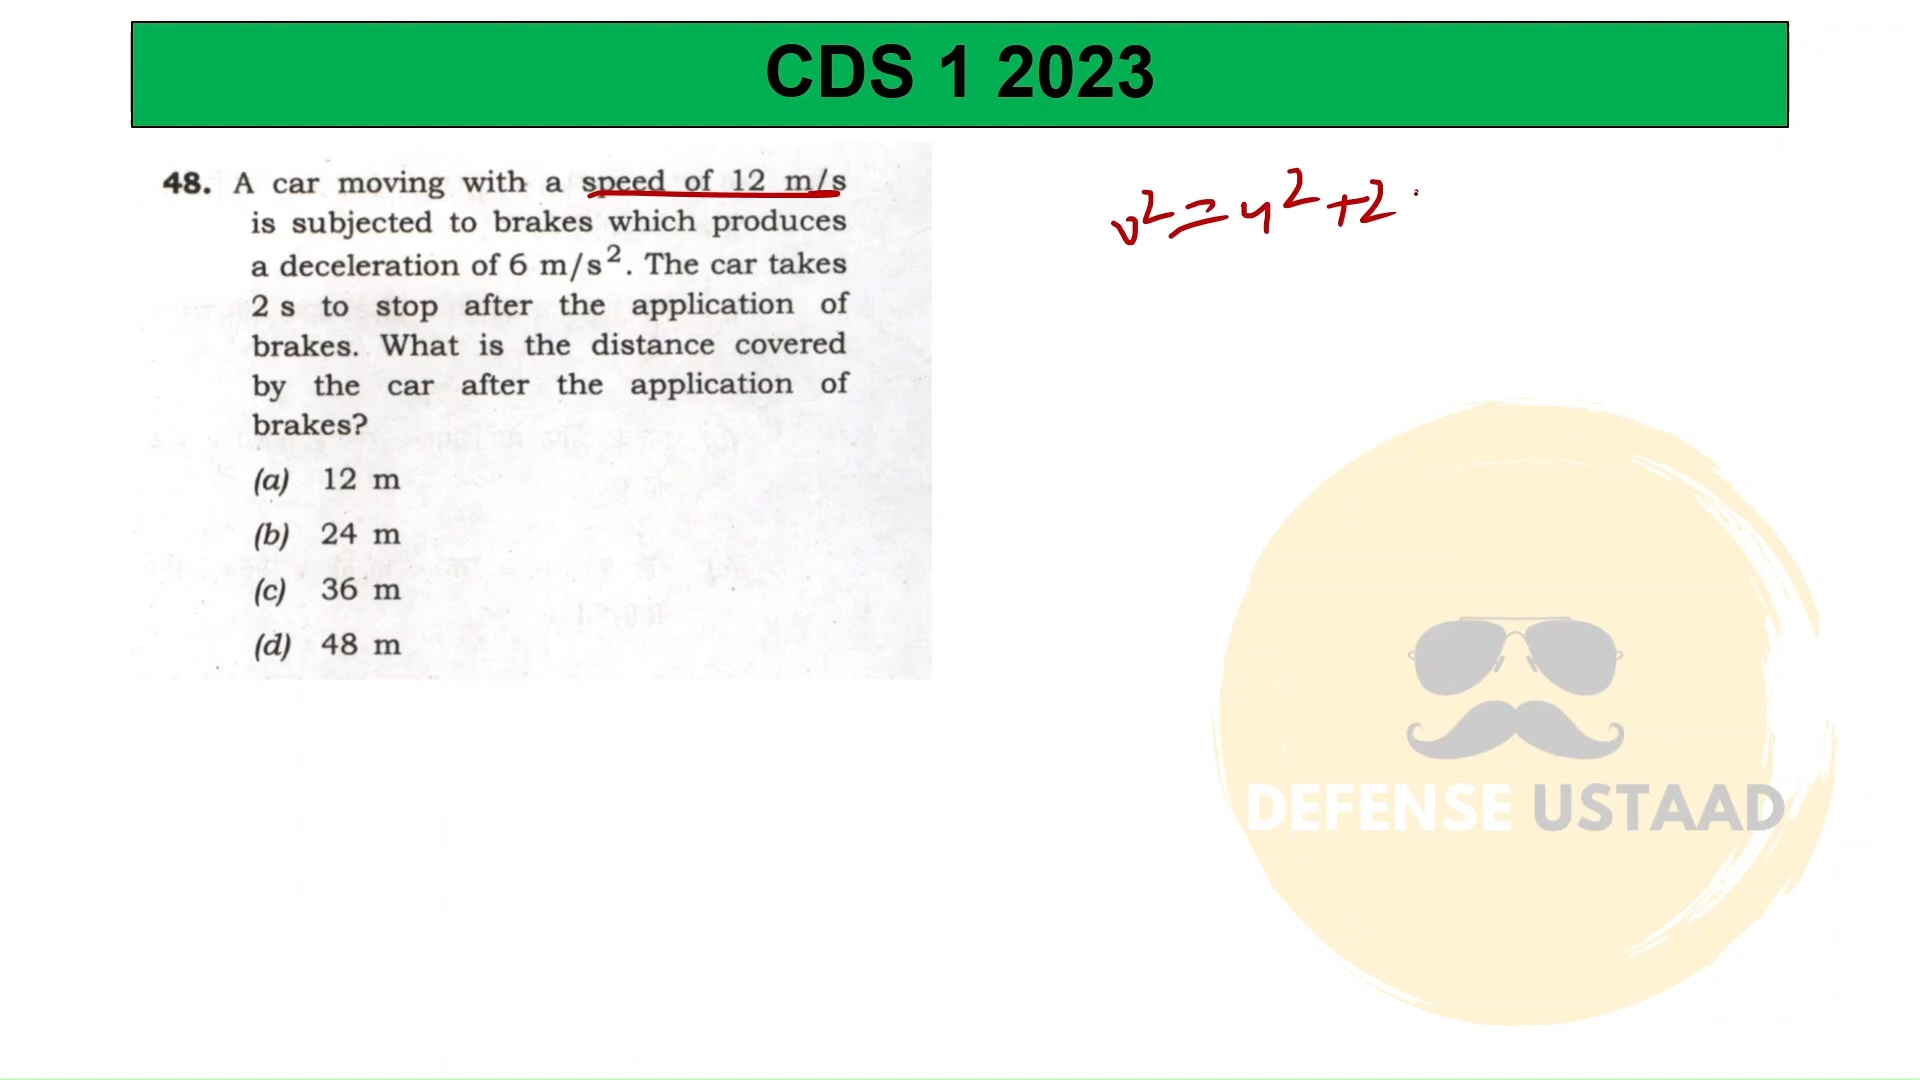 CDS 1 2023
48. A car moving with a speed of 12 m/s
is subjected to brakes which produces
a deceleration of 6 m/s². The car takes
2 s to stop after the application of
brakes. What is the distance covered
by the car after the application of
brakes?
(a) 12 m
(b) 24 m
(c) 36 m
(d) 48 m
v² = u² + 2
DEFENSE USTAAD